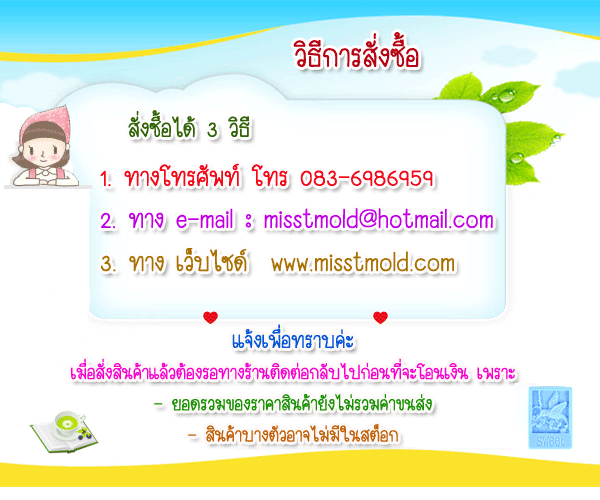 วิธีการสั่งซื้อ
สั่งซื้อได้ 3 วิธี
1. ทางโทรศัพท์ โทร 083-6986959
2. ทาง e-mail : misstmold@hotmail.com
3. ทาง เว็บไซด์ www.misstmold.com
แจ้งเพื่อทราบค่ะ
เมื่อสั่งสินค้าแล้วต้องรอทางร้านติดต่อกลับไปก่อนที่จะโอนเงิน เพราะ
- ยอดรวมของราคาสินค้ายังไม่รวมค่าขนส่ง
- สินค้าบางตัวอาจไม่มีในสต็อก
sweet